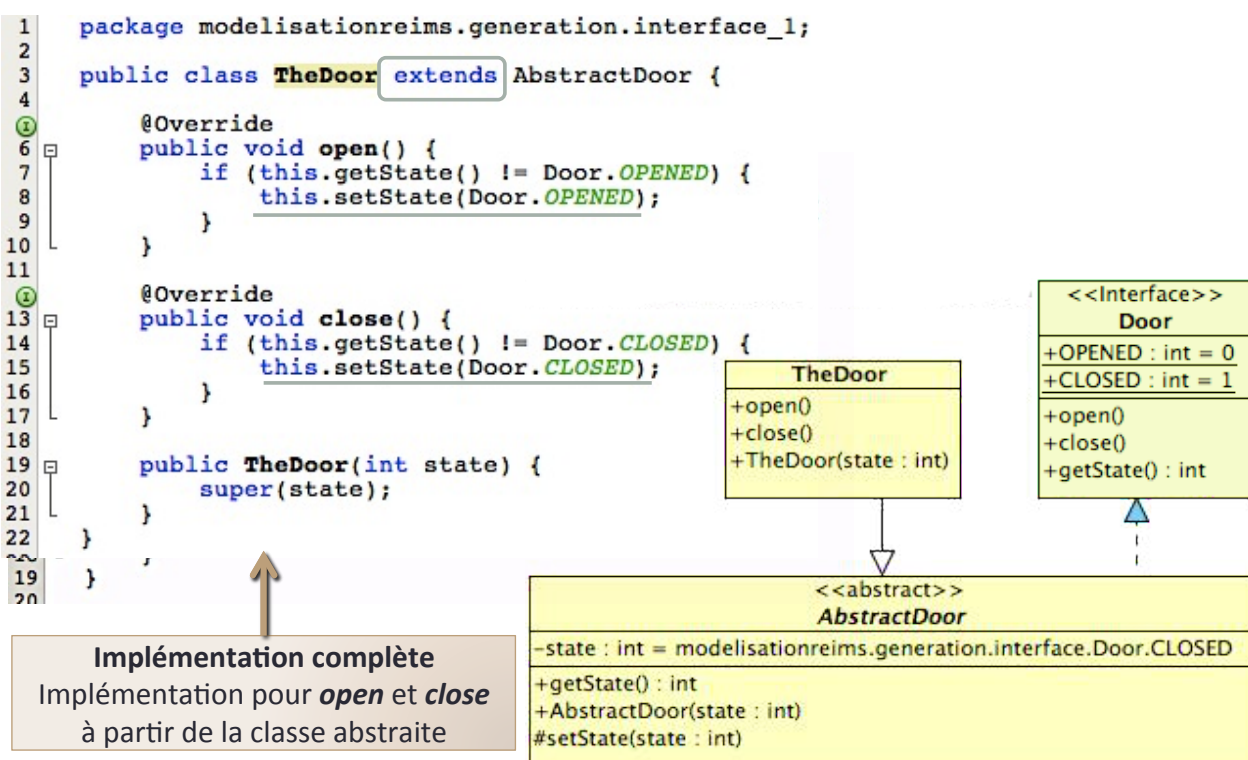 1 package modelisationreims.generation.interface_1;
2
3 public class TheDoor extends AbstractDoor {
4
@Override
6 public void open() {
7 if (this.getState() != Door.OPENED) {
8 this.setState(Door.OPENED);
9 }
10 }
11
@Override
13 public void close() {
14 if (this.getState() != Door.CLOSED) {
15 this.setState(Door.CLOSED);
16 }
17 }
18
19 public TheDoor(int state) {
20 super(state);
21 }
22 }
}
19 }
20
Implémentation complète
Implémentation pour open et close
à partir de la classe abstraite
TheDoor
+open()
+close()
+TheDoor(state : int)
<<Interface>>
Door
+OPENED : int = 0
+CLOSED : int = 1
+open()
+close()
+getState() : int
<<abstract>>
AbstractDoor
-state : int = modelisationreims.generation.interface.Door.CLOSED
+getState() : int
+AbstractDoor(state : int)
#setState(state : int)